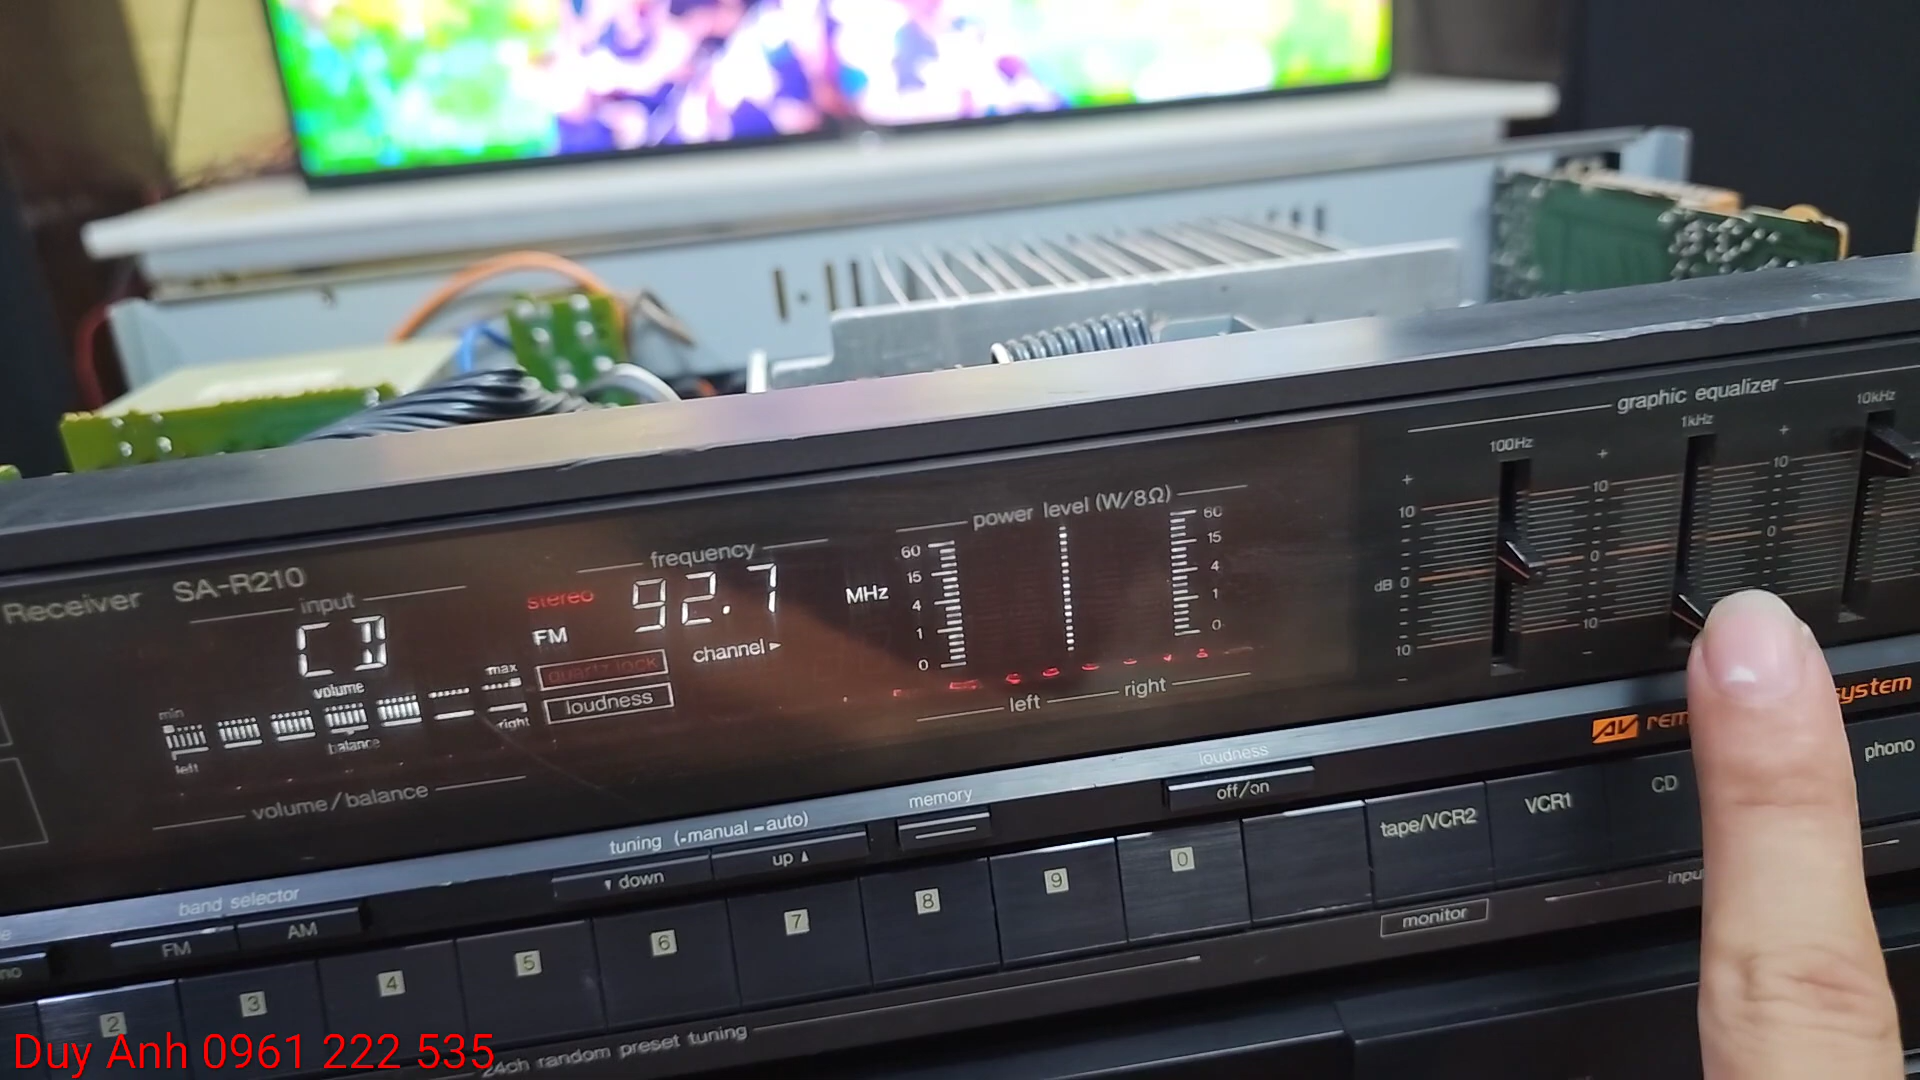 graphic equalizer
100Hz 1kHz 10kHz
+ + +
10 10 10
dB 0 0 0
10 10
- -
Receiver SA-R210
input
CD
volume
min max
left balance right
volume/balance
frequency
stereo
FM 92.7 MHz
quartz lock
loudness
channel
power level (W/8Ω)
60 60
15 15
4 4
1 1
0 0
left right
AV rem system
loudness
off/on
memory
tuning (-manual -auto)
down up
band selector
FM AM
2 3 4 5 6 7 8 9 0
tape/VCR2 VCR1 CD phono
monitor
24ch random preset tuning
Duy Anh 0961 222 535